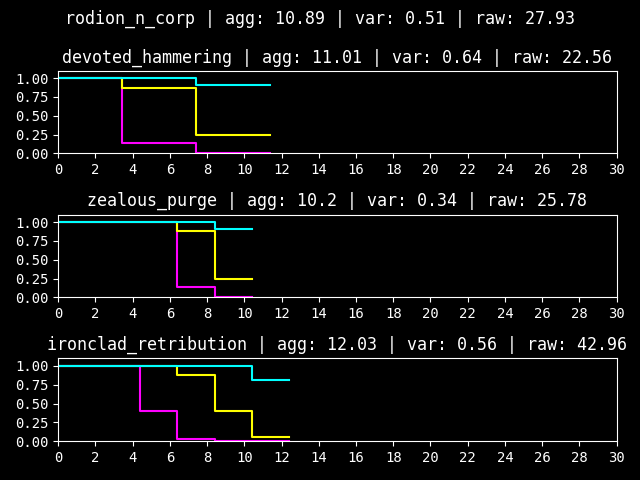 rodion_n_corp | agg: 10.89 | var: 0.51 | raw: 27.93
devoted_hammering | agg: 11.01 | var: 0.64 | raw: 22.56
1.00
0.75
0.50
0.25
0.00
0 2 4 6 8 10 12 14 16 18 20 22 24 26 28 30
zealous_purge | agg: 10.2 | var: 0.34 | raw: 25.78
1.00
0.75
0.50
0.25
0.00
0 2 4 6 8 10 12 14 16 18 20 22 24 26 28 30
ironclad_retribution | agg: 12.03 | var: 0.56 | raw: 42.96
1.00
0.75
0.50
0.25
0.00
0 2 4 6 8 10 12 14 16 18 20 22 24 26 28 30